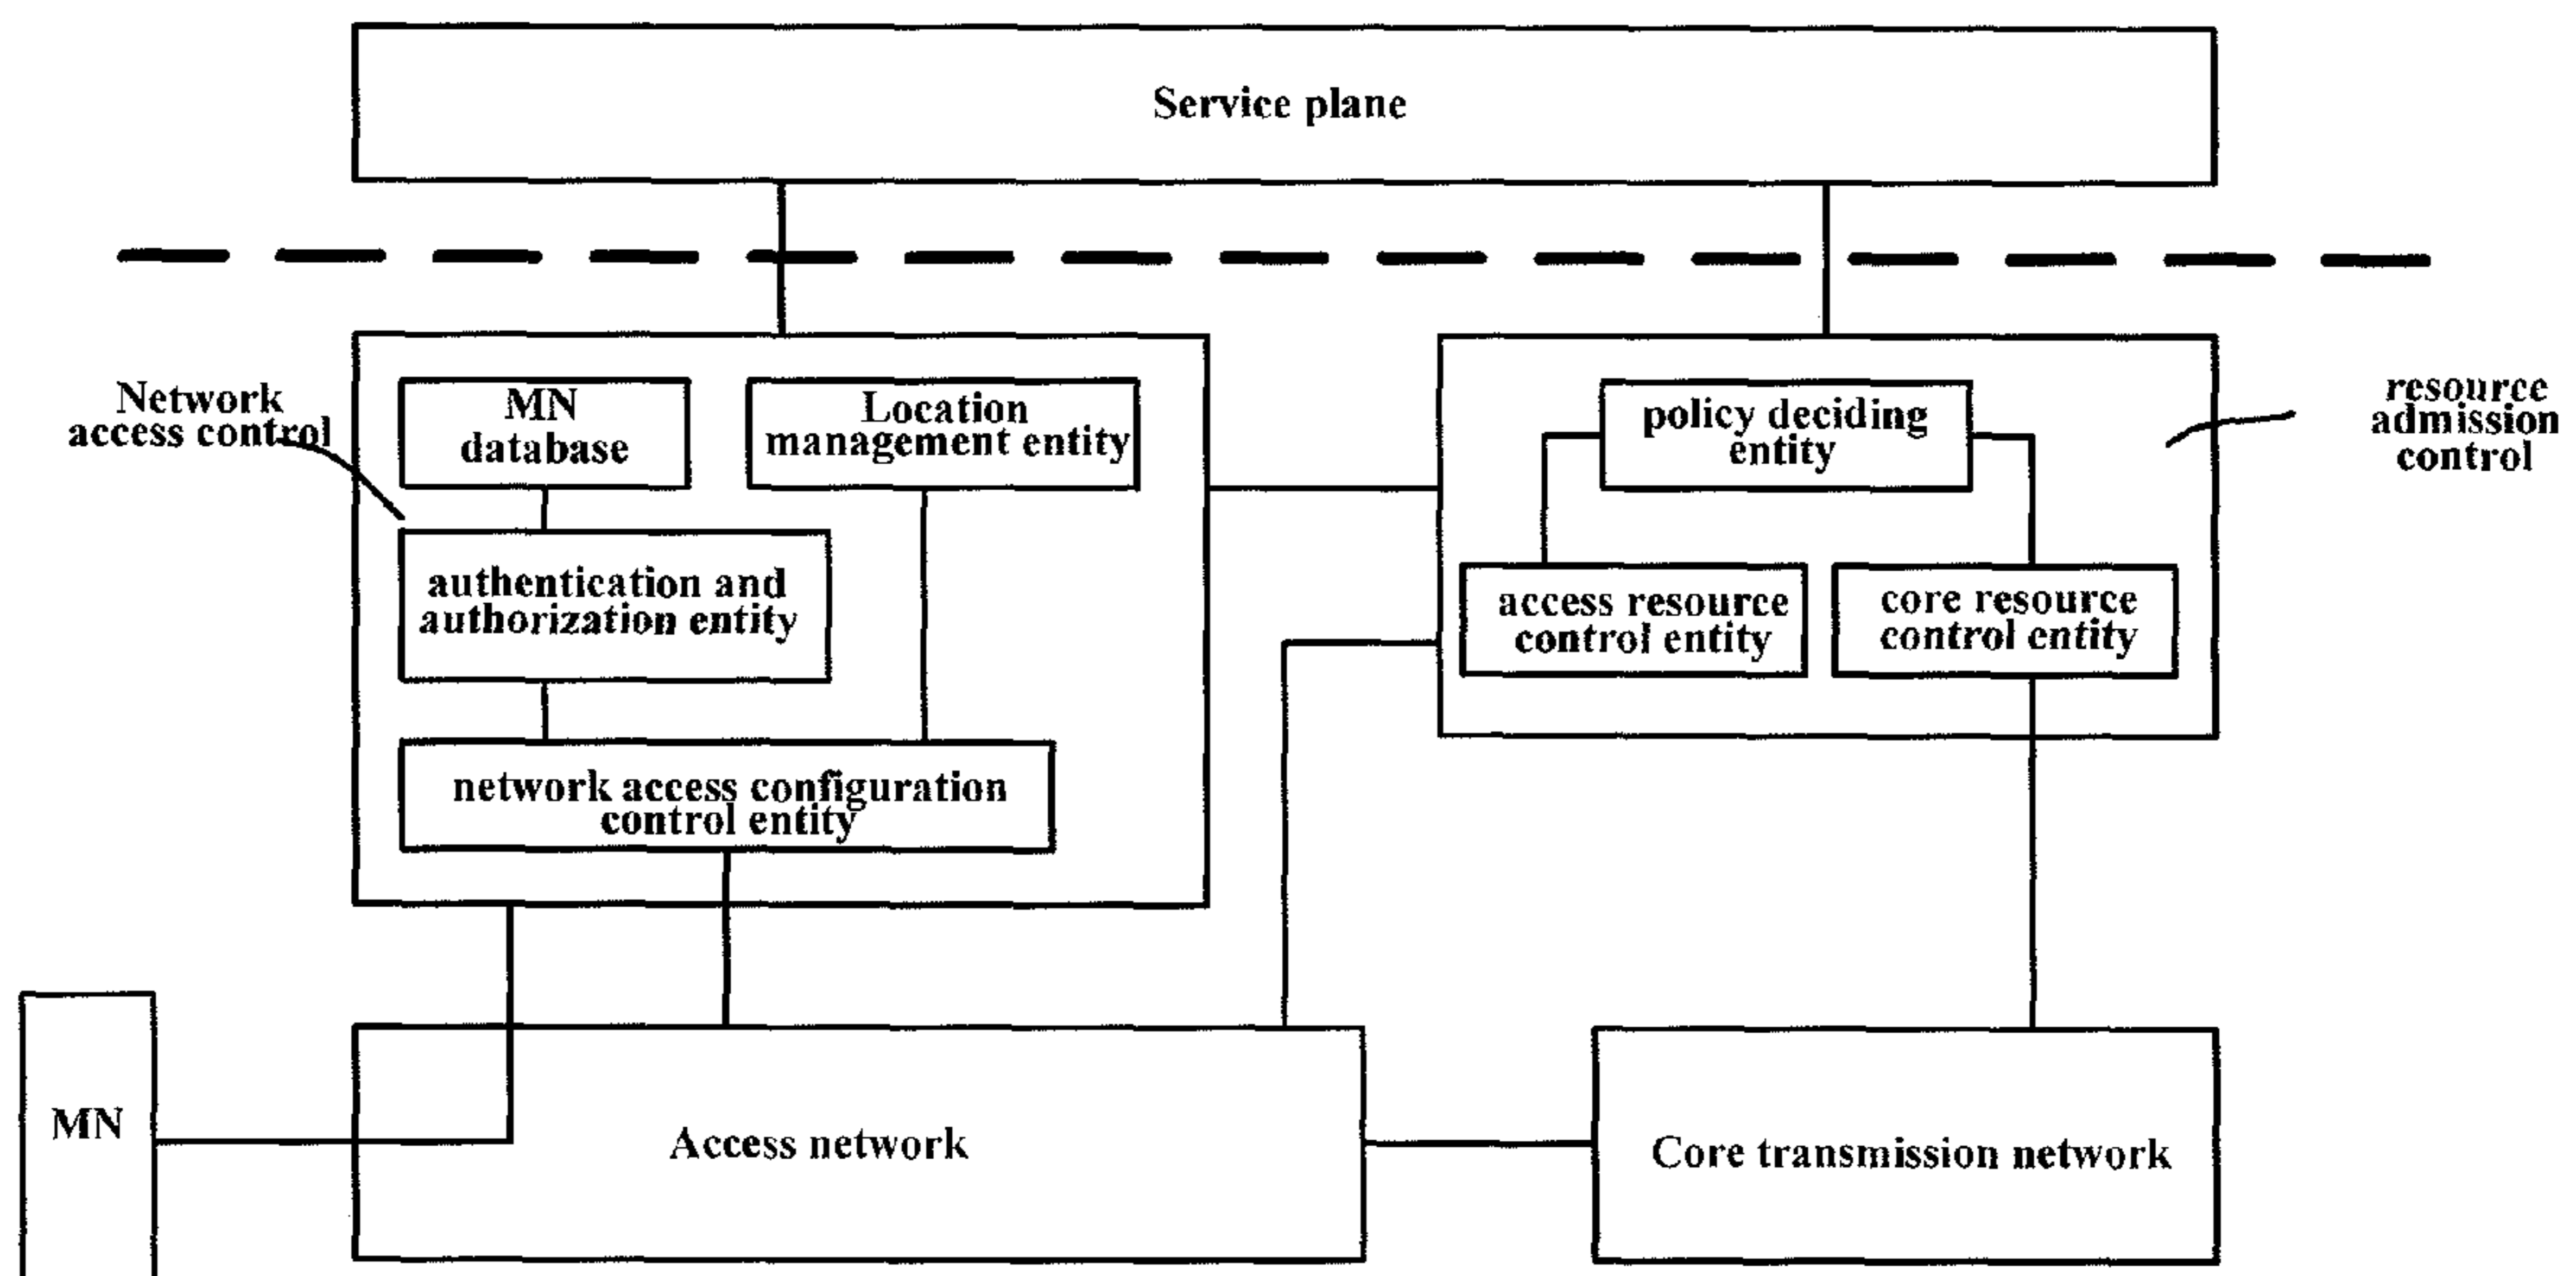 Service plane
Network
access control
MN
database
Location
management entity
authentication and
authorization entity
network access configuration
control entity
policy deciding
entity
access resource
control entity
core resource
control entity
resource
admission
control
MN
Access network
Core transmission network